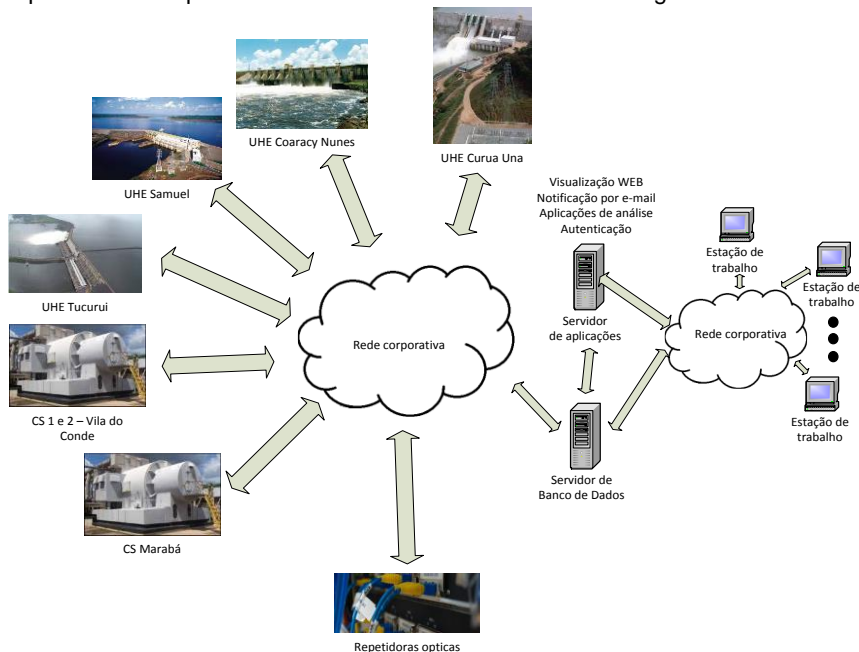 UHE Coaracy Nunes
UHE Curua Una
UHE Samuel
Visualização WEB
Notificação por e-mail
Aplicações de análise
Autenticação
Estação de
trabalho
UHE Tucurui
Estação de
trabalho
Servidor
de aplicações
Rede corporativa
Rede corporativa
CS 1 e 2 – Vila do
Conde
Estação de
trabalho
Servidor de
Banco de Dados
CS Marabá
Repetidoras opticas